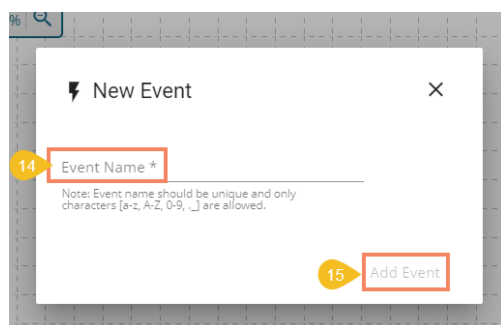 %
New Event
14
Event Name *
Note: Event name should be unique and only
characters [a-z, A-Z, 0-9, ._] are allowed.
15
Add Event